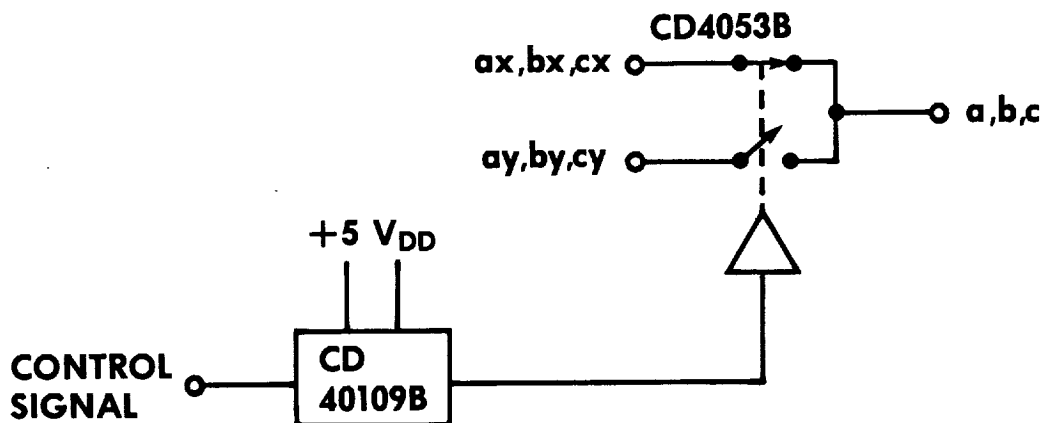 CD4053B
ax,bx,cx
a,b,c
ay,by,cy
+5 VDD
CD
40109B
CONTROL
SIGNAL